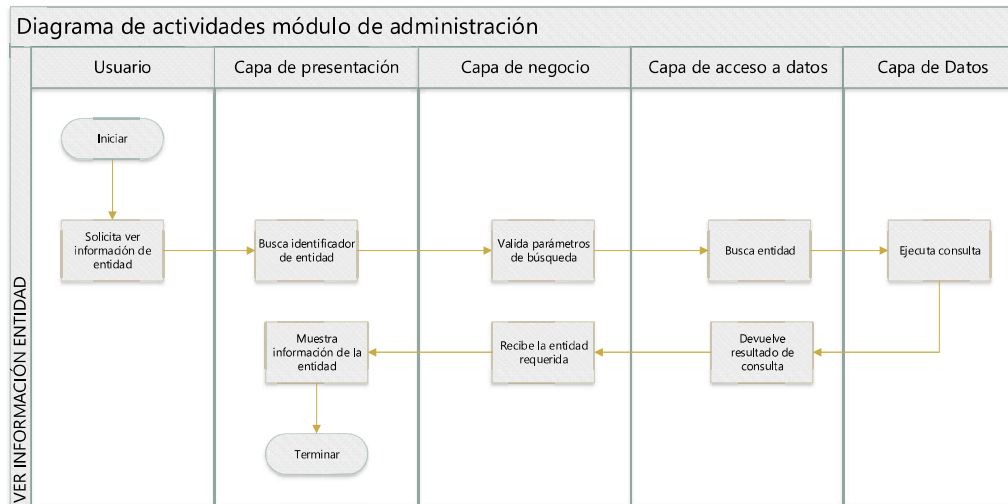 Diagrama de actividades módulo de administración
Usuario
Capa de presentación
Capa de negocio
Capa de acceso a datos
Capa de Datos
VER INFORMACIÓN ENTIDAD
Iniciar
Solicita ver
información de
entidad
Busca identificador
de entidad
Valida parámetros
de búsqueda
Busca entidad
Ejecuta consulta
Muestra
información de la
entidad
Recibe la entidad
requerida
Devuelve
resultado de
consulta
Terminar